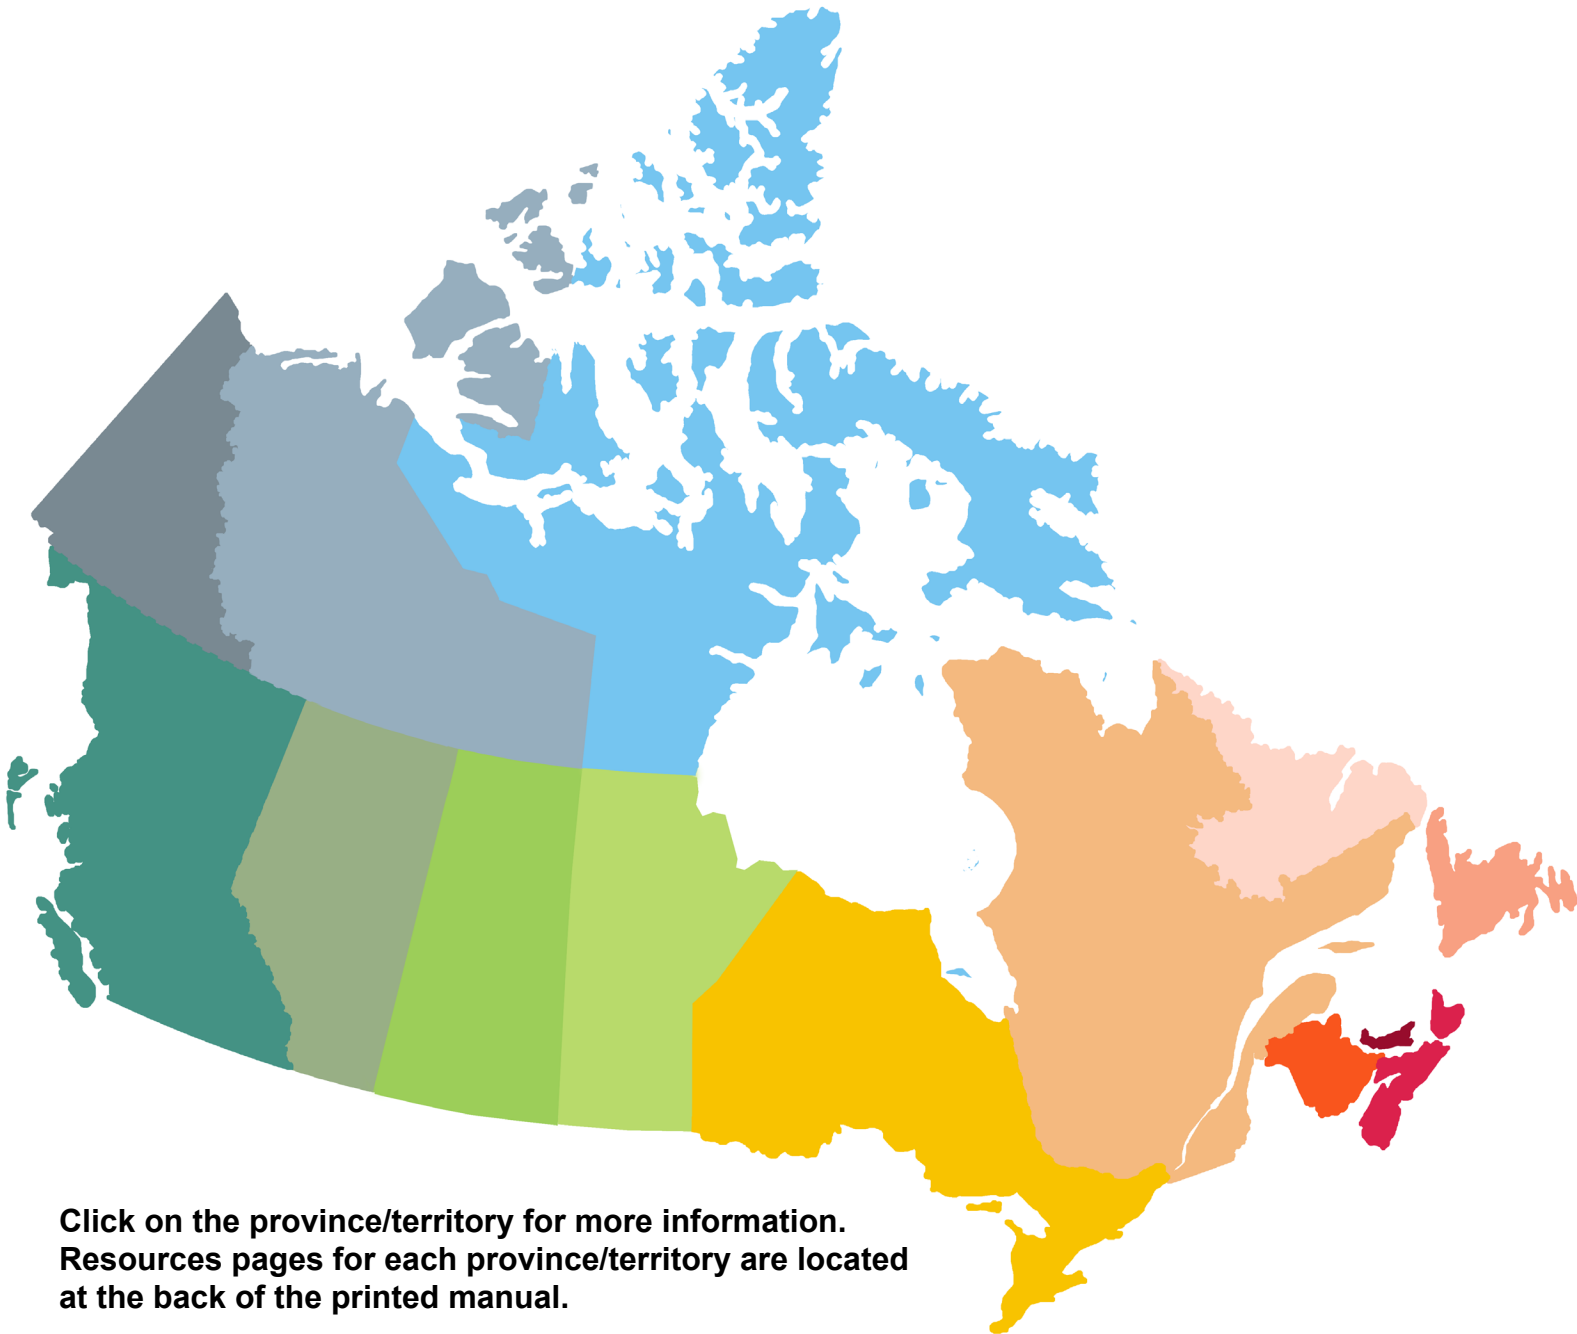 Click on the province/territory for more information.
Resources pages for each province/territory are located
at the back of the printed manual.